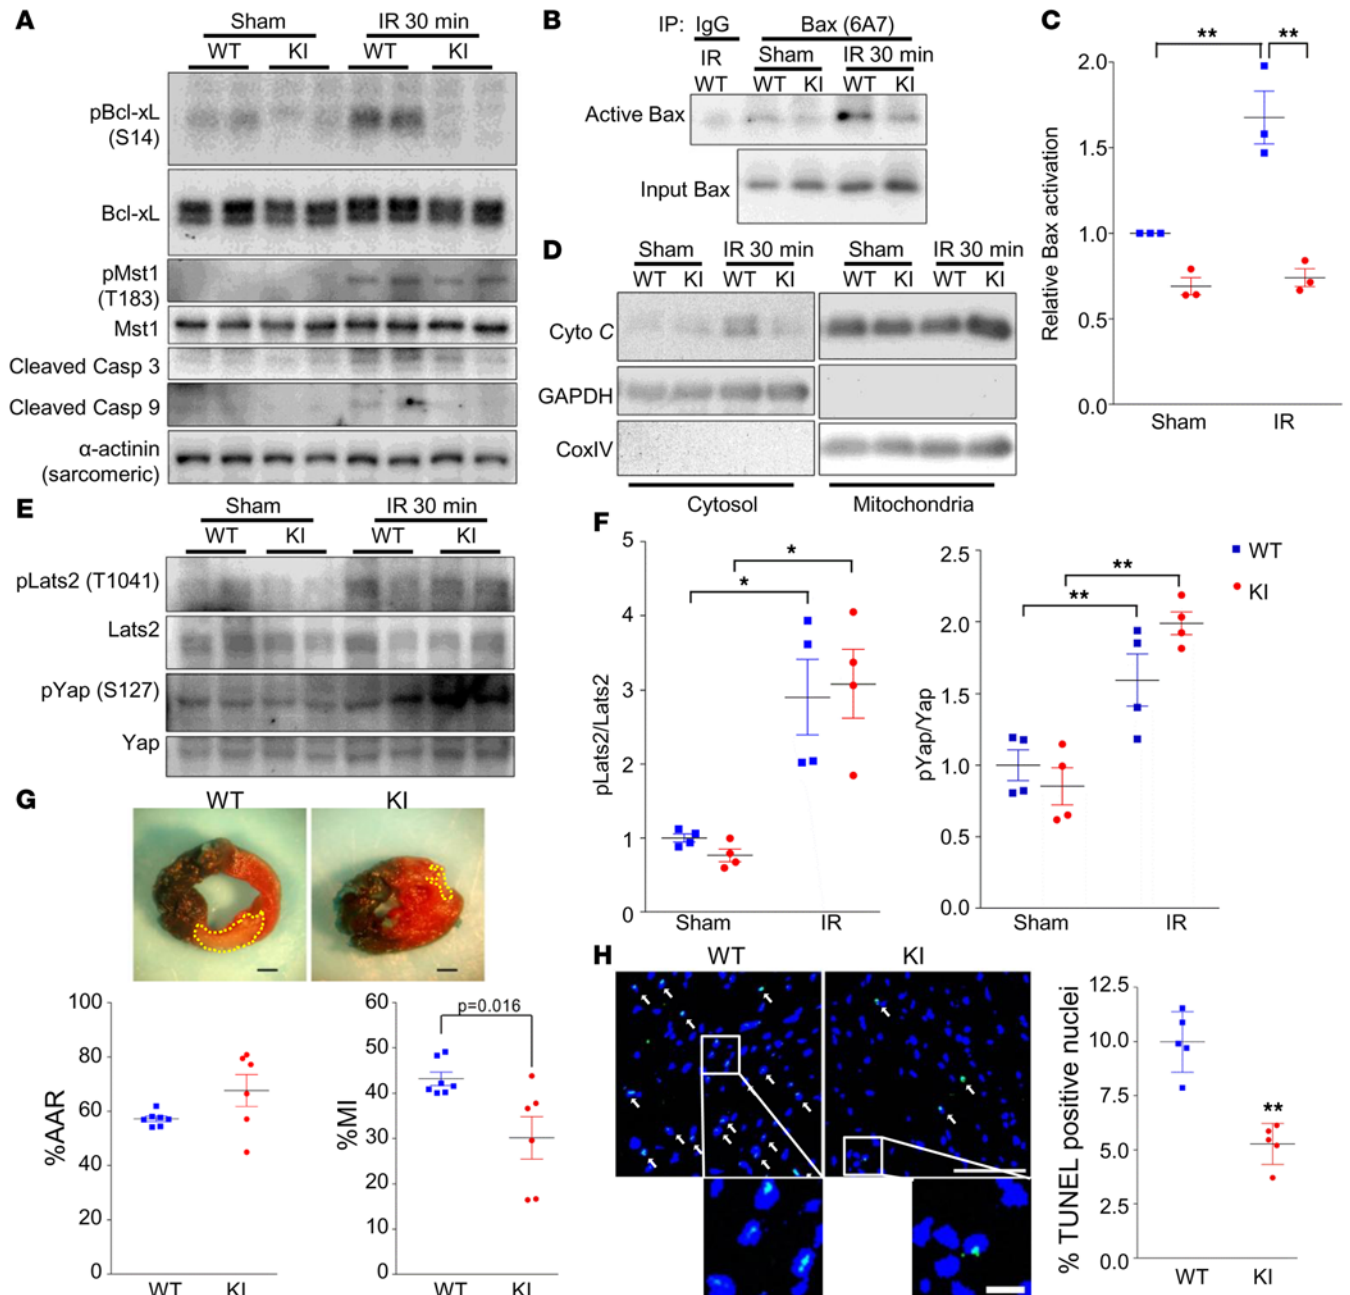 A
Sham
IR 30 min
WT
KI
WT
KI
pBcl-xL
(S14)
Bcl-xL
pMst1
(T183)
Mst1
Cleaved Casp 3
Cleaved Casp 9
α-actinin
(sarcomeric)
B
IP: IgG
Bax (6A7)
IR
Sham
IR 30 min
WT
WT
KI
WT
KI
Active Bax
Input Bax
C
**
**
2.0
1.5
1.0
0.5
0.0
Relative Bax activation
Sham
IR
D
Sham
IR 30 min
Sham
IR 30 min
WT
KI
WT
KI
WT
KI
WT
KI
Cyto C
GAPDH
CoxIV
Cytosol
Mitochondria
E
Sham
IR 30 min
WT
KI
WT
KI
pLats2 (T1041)
Lats2
pYap (S127)
Yap
F
5
4
3
2
1
0
pLats2/Lats2
*
*
Sham
IR
2.5
2.0
1.5
1.0
0.5
0.0
pYap/Yap
**
**
Sham
IR
WT
KI
G
WT
KI
100
80
60
40
20
0
%AAR
WT
KI
60
50
40
30
20
10
0
%MI
p=0.016
WT
KI
H
WT
KI
12.5
10.0
7.5
5.0
2.5
0.0
% TUNEL positive nuclei
**
WT
KI